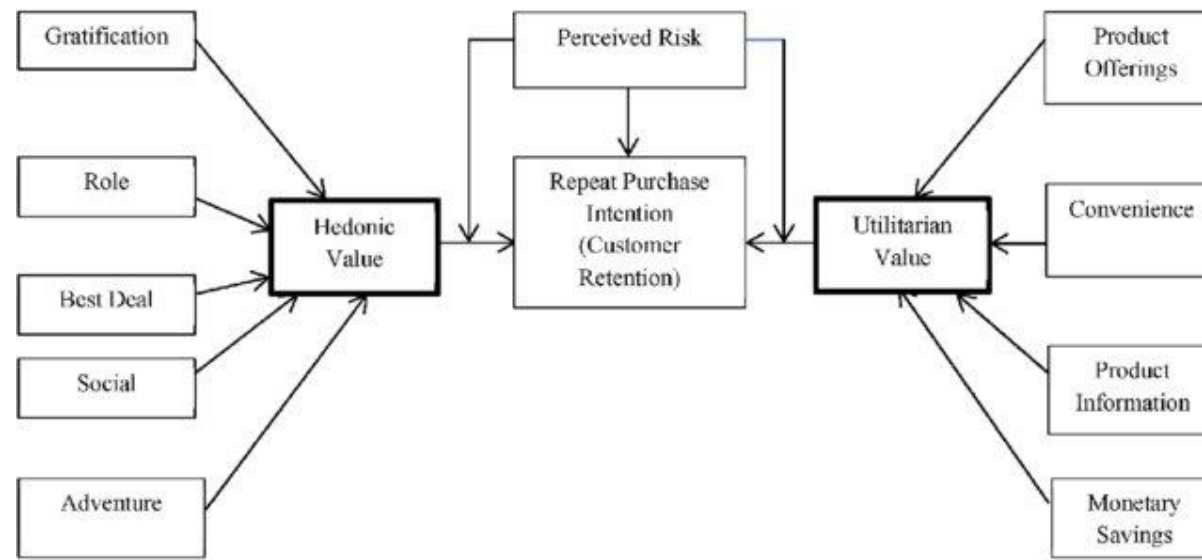 Gratification
Role
Best Deal
Social
Adventure
Hedonic
Value
Perceived Risk
Repeat Purchase
Intention
(Customer
Retention)
Utilitarian
Value
Product
Offerings
Convenience
Product
Information
Monetary
Savings